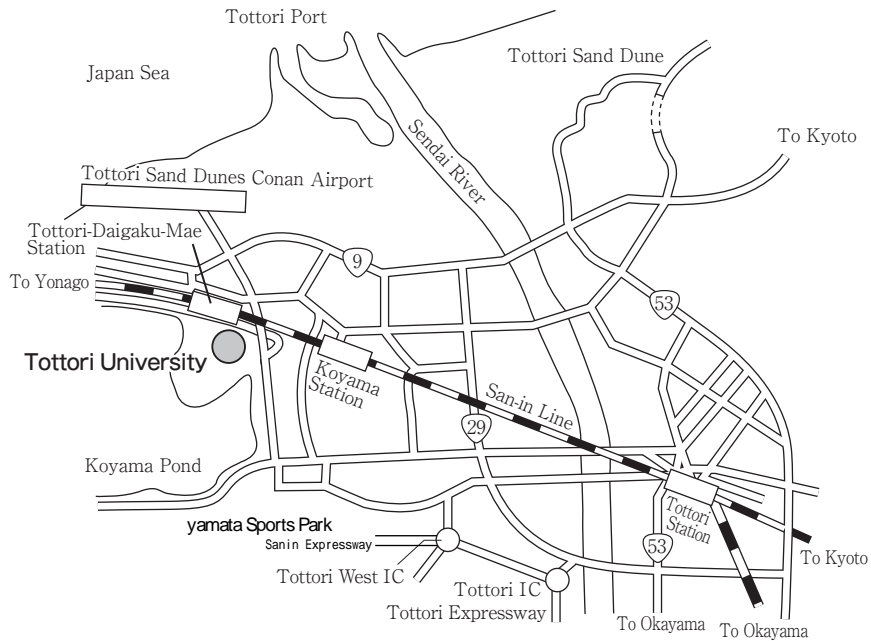 Tottori Port
Japan Sea
Tottori Sand Dune
Sendai River
To Kyoto
Tottori Sand Dunes Conan Airport
Tottori-Daigaku-Mae
Station
9
To Yonago
53
Tottori University
Koyama
Station
San-in Line
29
Koyama Pond
yamata Sports Park
Sanin Expressway
Tottori
Station
53
To Kyoto
Tottori West IC
Tottori IC
Tottori Expressway
To Okayama
To Okayama